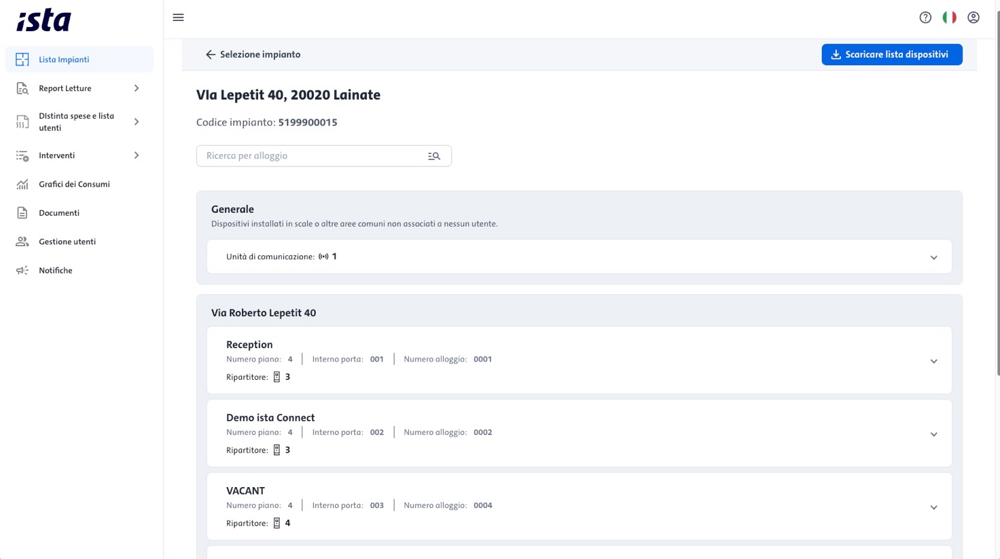 ista
Lista Impianti
Report Letture
DIstinta spese e lista
utenti
Interventi
Grafici dei Consumi
Documenti
Gestione utenti
Notifiche
Selezione impianto
Scaricare lista dispositivi
VIa Lepetit 40, 20020 Lainate
Codice impianto: 5199900015
Ricerca per alloggio
Generale
Dispositivi installati in scale o altre aree comuni non associati a nessun utente.
Unità di comunicazione: 1
Via Roberto Lepetit 40
Reception
Numero piano: 4 | Interno porta: 001 | Numero alloggio: 0001
Ripartitore: 3
Demo ista Connect
Numero piano: 4 | Interno porta: 002 | Numero alloggio: 0002
Ripartitore: 3
VACANT
Numero piano: 4 | Interno porta: 003 | Numero alloggio: 0004
Ripartitore: 4